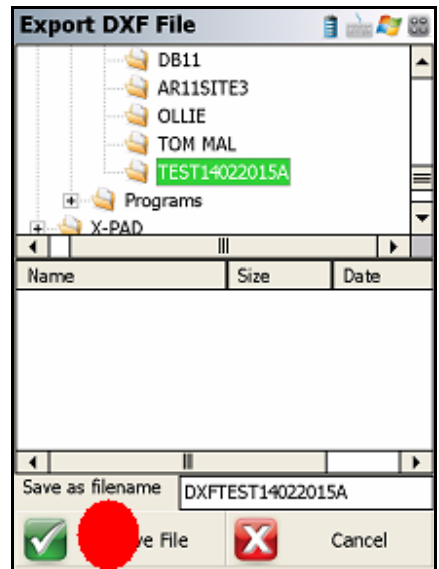 Export DXF File
DB11
AR11SITE3
OLLIE
TOM MAL
TEST14022015A
Programs
X-PAD
Name Size Date
Save as filename DXFTEST14022015A
File Cancel